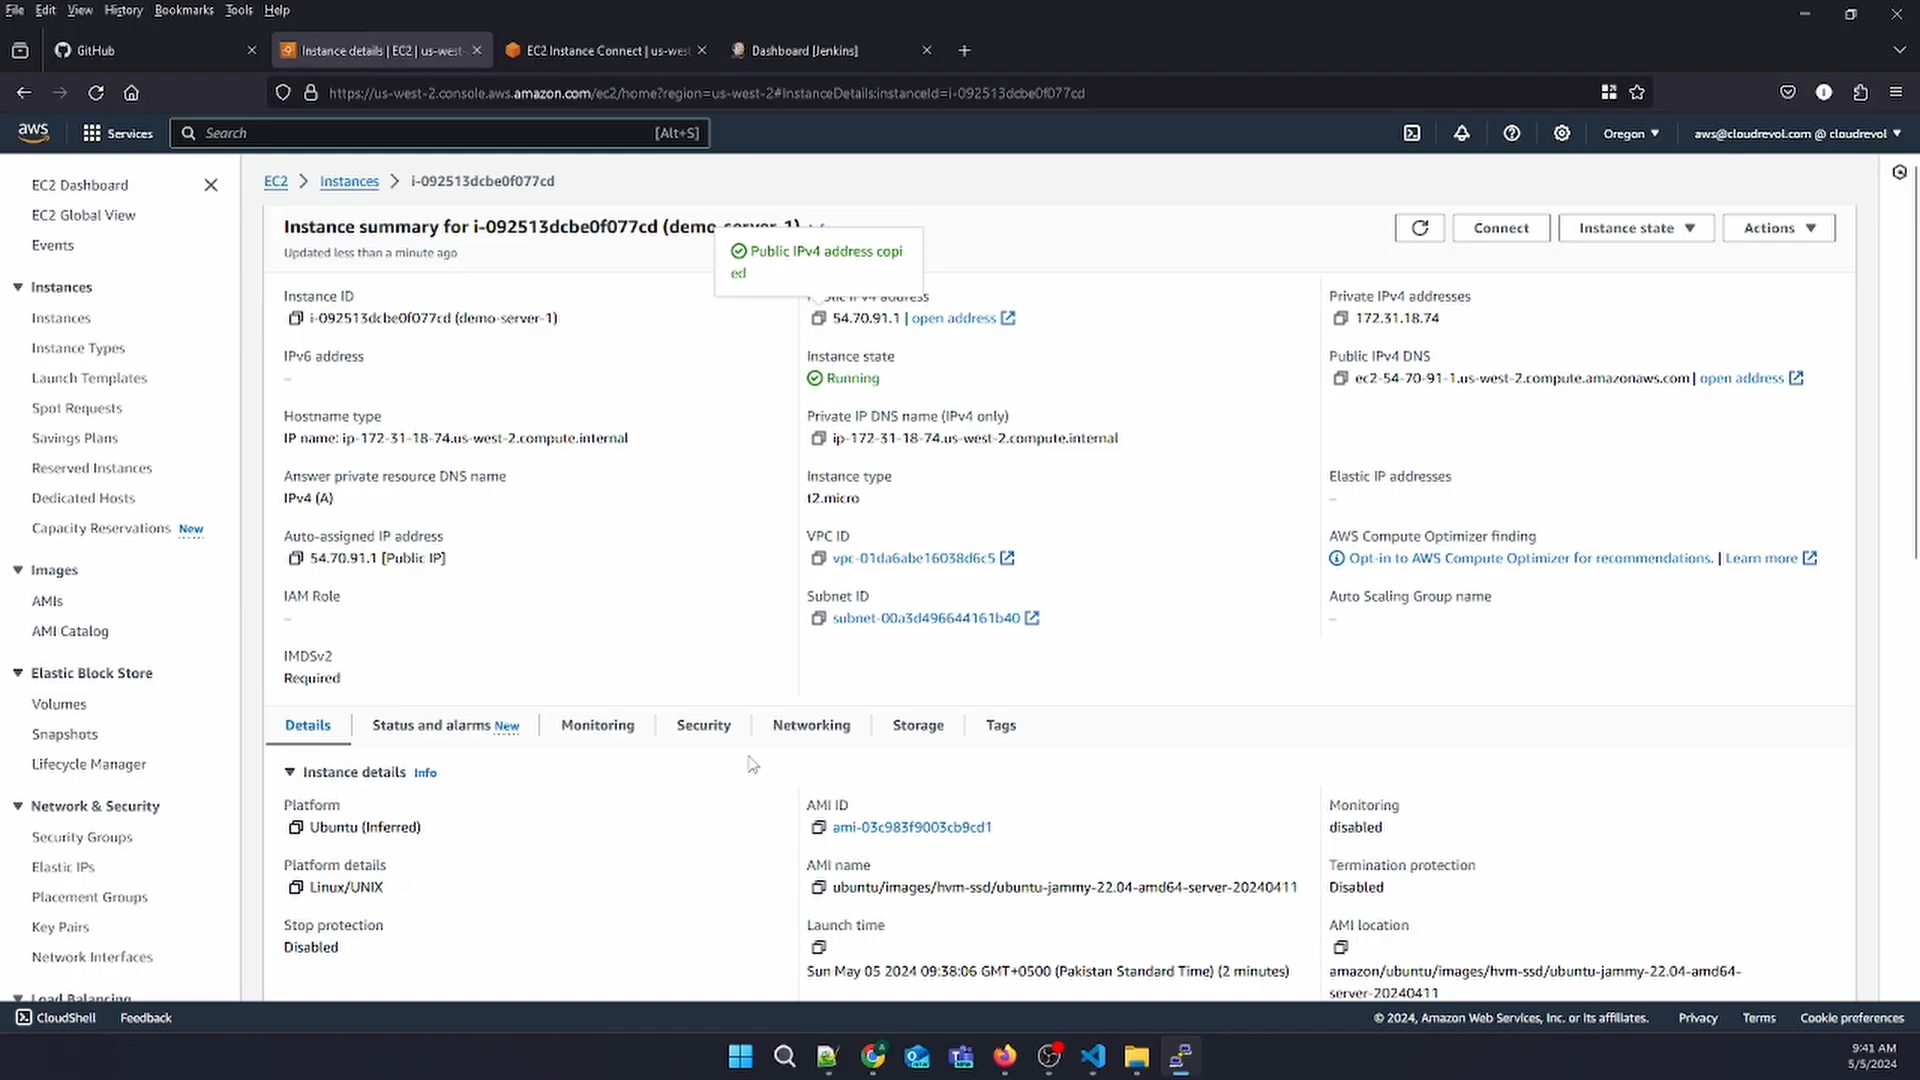 File Edit View History Bookmarks Tools Help
GitHub
Instance details | EC2 | us-west-
EC2 Instance Connect | us-wes
Dashboard [Jenkins]
https://us-west-2.console.aws.amazon.com/ec2/home?region=us-west-2#InstanceDetails:instanceId=i-092513dcbe0f077cd
aws
Services
Search
[Alt+S]
Oregon
aws@cloudrevol.com @ cloudrevol
EC2 Dashboard
EC2 Global View
Events
Instances
Instances
Instance Types
Launch Templates
Spot Requests
Savings Plans
Reserved Instances
Dedicated Hosts
Capacity Reservations New
Images
AMIs
AMI Catalog
Elastic Block Store
Volumes
Snapshots
Lifecycle Manager
Network & Security
Security Groups
Elastic IPs
Placement Groups
Key Pairs
Network Interfaces
Load Balancing
EC2 > Instances > i-092513dcbe0f077cd
Instance summary for i-092513dcbe0f077cd (demo-server-1)
Updated less than a minute ago
Connect
Instance state
Actions
Public IPv4 address copi
ed
Instance ID
i-092513dcbe0f077cd (demo-server-1)
Public IPv4 address
54.70.91.1 | open address
Private IPv4 addresses
172.31.18.74
IPv6 address
–
Instance state
Running
Public IPv4 DNS
ec2-54-70-91-1.us-west-2.compute.amazonaws.com | open address
Hostname type
IP name: ip-172-31-18-74.us-west-2.compute.internal
Private IP DNS name (IPv4 only)
ip-172-31-18-74.us-west-2.compute.internal
Answer private resource DNS name
IPv4 (A)
Instance type
t2.micro
Elastic IP addresses
–
Auto-assigned IP address
54.70.91.1 [Public IP]
VPC ID
vpc-01da6abe16038d6c5
AWS Compute Optimizer finding
Opt-in to AWS Compute Optimizer for recommendations. | Learn more
IAM Role
–
Subnet ID
subnet-00a3d496644161b40
Auto Scaling Group name
–
IMDSv2
Required
Details
Status and alarms New
Monitoring
Security
Networking
Storage
Tags
Instance details Info
Platform
Ubuntu (Inferred)
AMI ID
ami-03c983f9003cb9cd1
Monitoring
disabled
Platform details
Linux/UNIX
AMI name
ubuntu/images/hvm-ssd/ubuntu-jammy-22.04-amd64-server-20240411
Termination protection
Disabled
Stop protection
Disabled
Launch time
Sun May 05 2024 09:38:06 GMT+0500 (Pakistan Standard Time) (2 minutes)
AMI location
amazon/ubuntu/images/hvm-ssd/ubuntu-jammy-22.04-amd64-
server-20240411
CloudShell
Feedback
© 2024, Amazon Web Services, Inc. or its affiliates.
Privacy
Terms
Cookie preferences
9:41 AM
5/5/2024